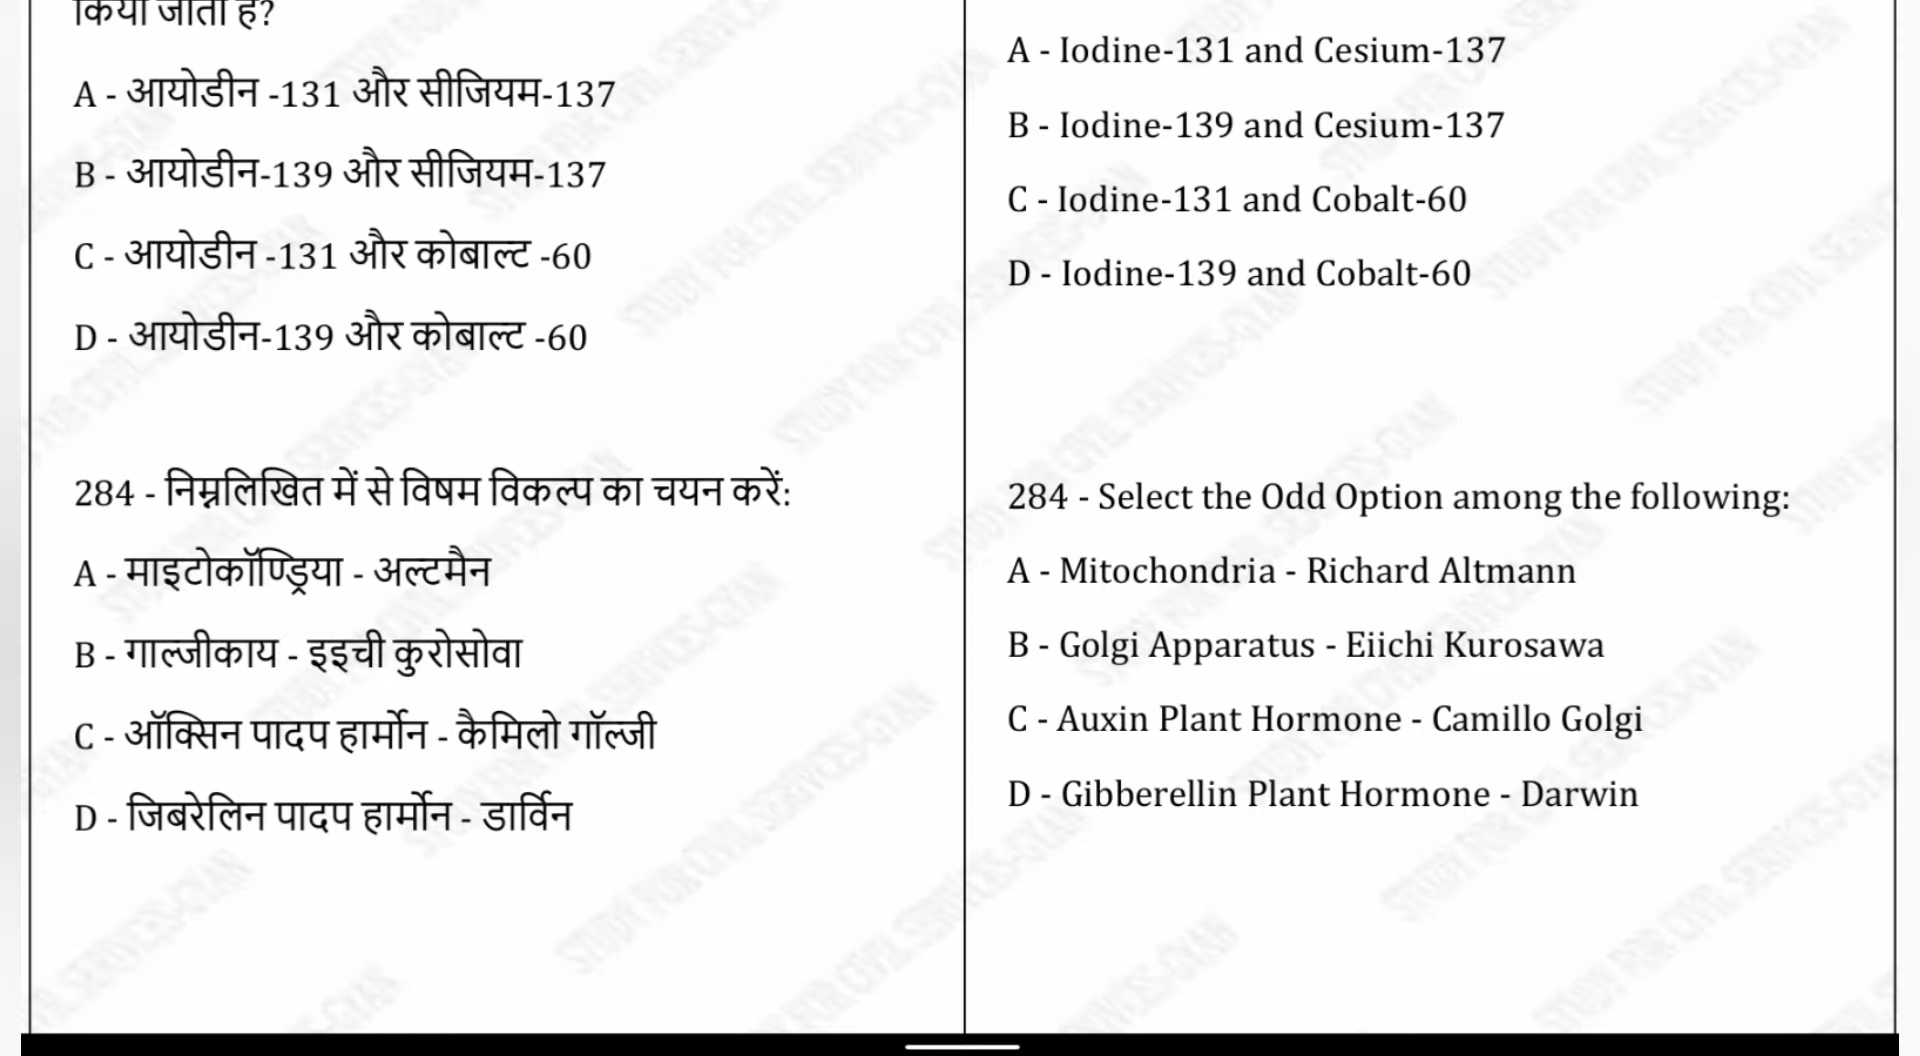 किया जाता है?
A - आयोडीन -131 और सीजियम-137
B - आयोडीन-139 और सीजियम-137
C - आयोडीन -131 और कोबाल्ट -60
D - आयोडीन-139 और कोबाल्ट -60
284 - निम्नलिखित में से विषम विकल्प का चयन करें:
A - माइटोकॉण्ड्रिया - अल्टमैन
B - गाल्जीकाय - इइची कुरोसोवा
C - ऑक्सिन पादप हार्मोन - कैमिलो गॉल्जी
D - जिबरेलिन पादप हार्मोन - डार्विन
A - Iodine-131 and Cesium-137
B - Iodine-139 and Cesium-137
C - Iodine-131 and Cobalt-60
D - Iodine-139 and Cobalt-60
284 - Select the Odd Option among the following:
A - Mitochondria - Richard Altmann
B - Golgi Apparatus - Eiichi Kurosawa
C - Auxin Plant Hormone - Camillo Golgi
D - Gibberellin Plant Hormone - Darwin